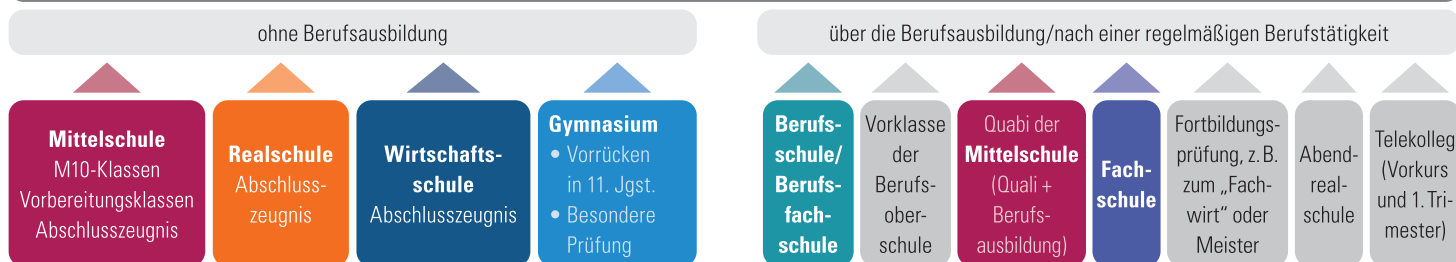 ohne Berufsausbildung
über die Berufsausbildung/nach einer regelmäßigen Berufstätigkeit
Mittelschule
M10-Klassen
Vorbereitungsklassen
Abschlusszeugnis
Realschule
Abschluss-
zeugnis
Wirtschafts-
schule
Abschlusszeugnis
Gymnasium
• Vorrücken
in 11. Jgst.
• Besondere
Prüfung
Berufs-
schule/
Berufs-
fach-
schule
Vorklasse
der
Berufs-
ober-
schule
Quabi der
Mittelschule
(Quali +
Berufs-
ausbildung)
Fach-
schule
Fortbildungs-
prüfung, z. B.
zum „Fach-
wirt“ oder
Meister
Abend-
real-
schule
Telekolleg
(Vorkurs
und 1. Tri-
mester)